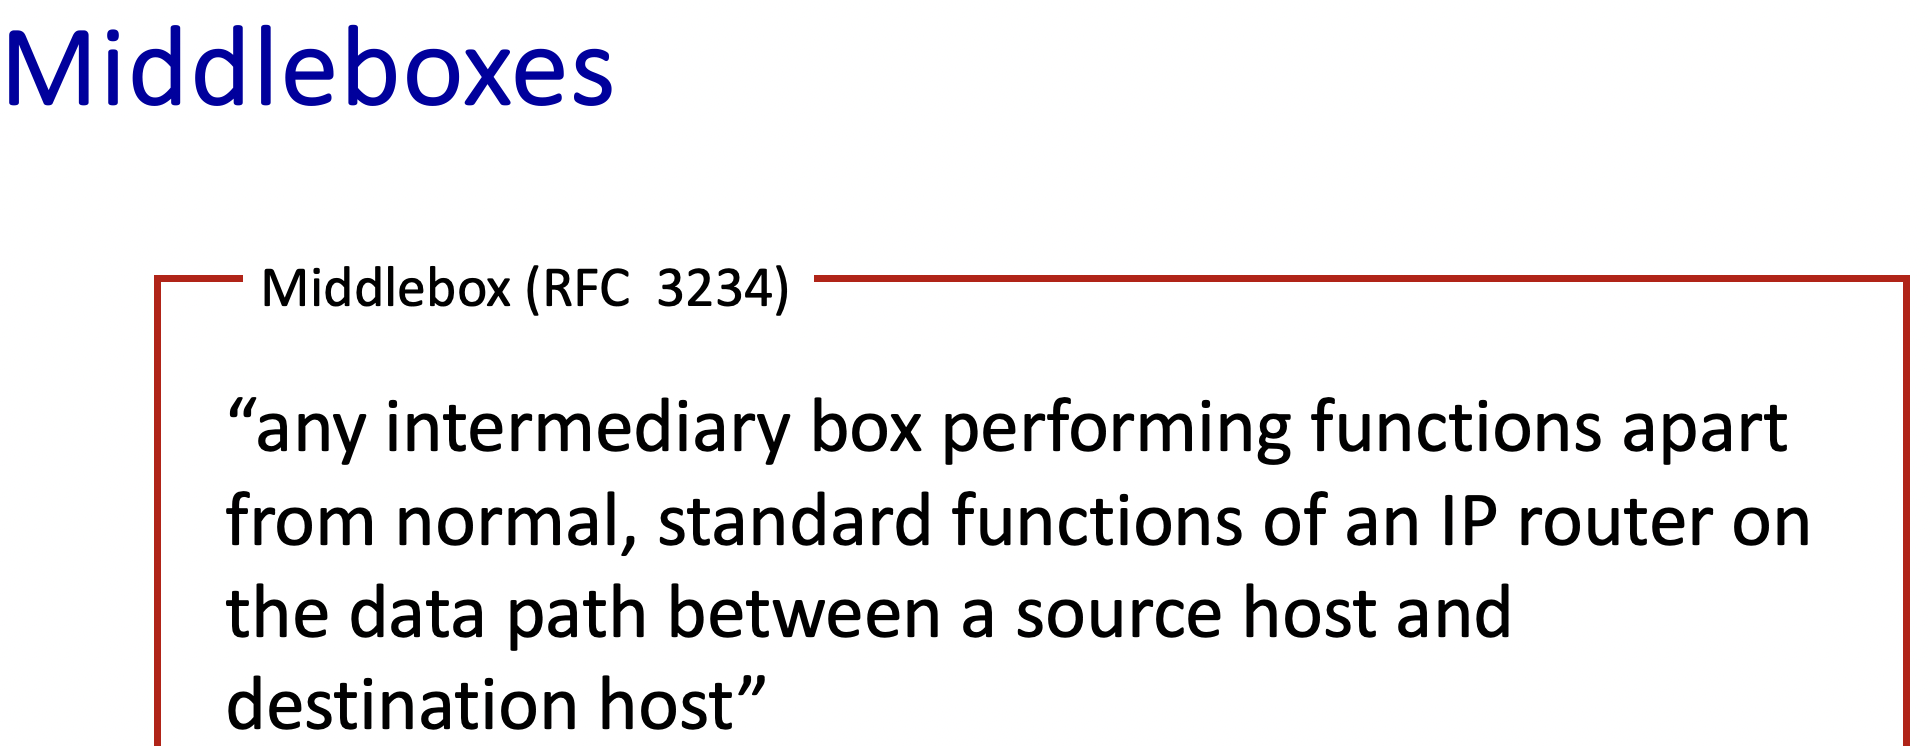 Middleboxes
Middlebox (RFC  3234)
“any intermediary box performing functions apart
from normal, standard functions of an IP router on
the data path between a source host and
destination host”